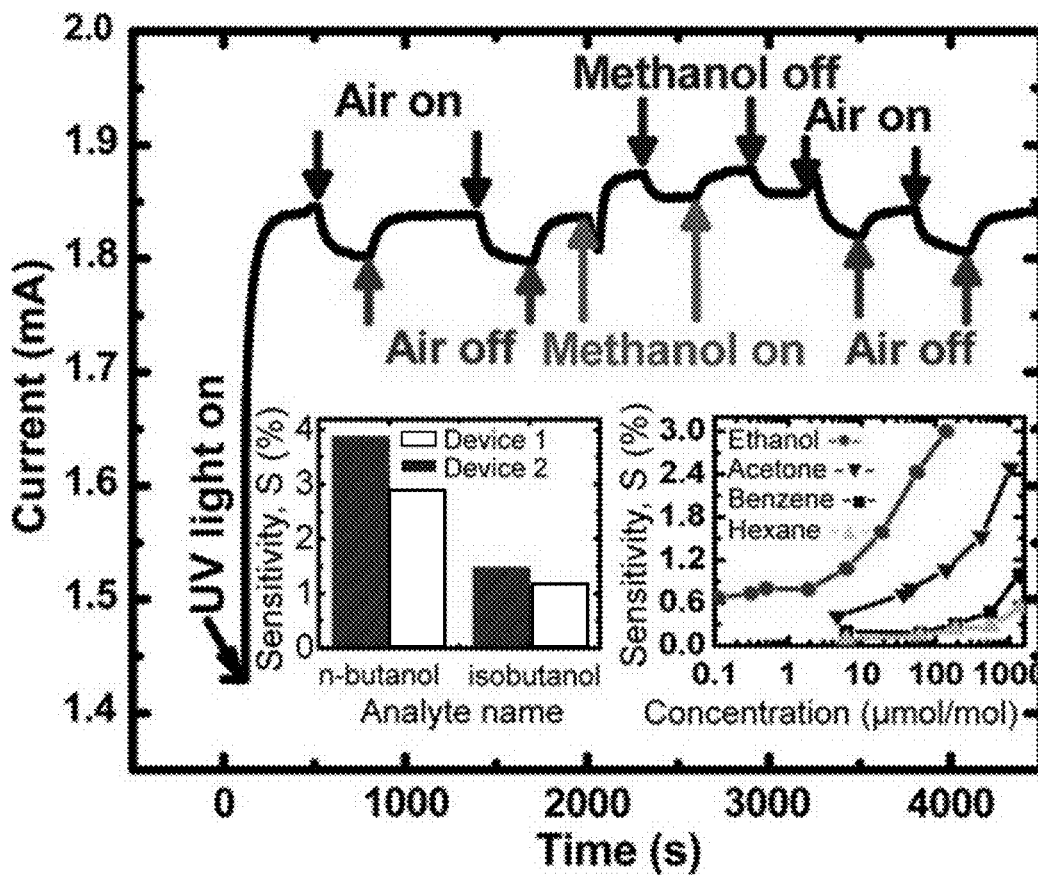 2.0
Methanol off
Air on
Air on
1.9
1.8
Air off
Methanol on
Air off
1.7
Current (mA)
UV light on
1.6
1.5
1.4
4
3
2
1
0
Sensitivity, S (%)
Device 1
Device 2
n-butanol
isobutanol
Analyte name
Sensitivity, S (%)
3.0
2.4
1.8
1.2
0.6
0.0
Ethanol
Acetone
Benzene
Hexane
0.1
1
10
100
1000
Concentration (µmol/mol)
0
1000
2000
3000
4000
Time (s)